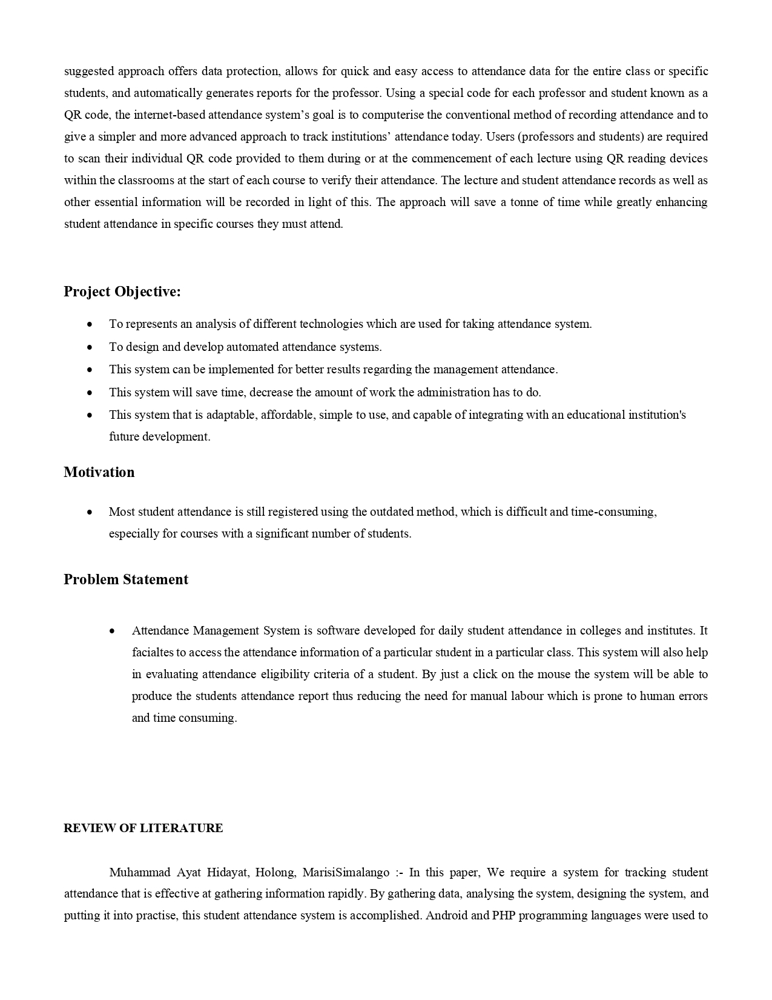 suggested approach offers data protection, allows for quick and easy access to attendance data for the entire class or specific
students, and automatically generates reports for the professor. Using a special code for each professor and student known as a
QR code, the internet-based attendance system’s goal is to computerise the conventional method of recording attendance and to
give a simpler and more advanced approach to track institutions’ attendance today. Users (professors and students) are required
to scan their individual QR code provided to them during or at the commencement of each lecture using QR reading devices
within the classrooms at the start of each course to verify their attendance. The lecture and student attendance records as well as
other essential information will be recorded in light of this. The approach will save a tonne of time while greatly enhancing
student attendance in specific courses they must attend.
Project Objective:
• To represents an analysis of different technologies which are used for taking attendance system.
• To design and develop automated attendance systems.
• This system can be implemented for better results regarding the management attendance.
• This system will save time, decrease the amount of work the administration has to do.
• This system that is adaptable, affordable, simple to use, and capable of integrating with an educational institution's
future development.
Motivation
• Most student attendance is still registered using the outdated method, which is difficult and time-consuming,
especially for courses with a significant number of students.
Problem Statement
• Attendance Management System is software developed for daily student attendance in colleges and institutes. It
facialtes to access the attendance information of a particular student in a particular class. This system will also help
in evaluating attendance eligibility criteria of a student. By just a click on the mouse the system will be able to
produce the students attendance report thus reducing the need for manual labour which is prone to human errors
and time consuming.
REVIEW OF LITERATURE
Muhammad Ayat Hidayat, Holong, MarisiSimalango :- In this paper, We require a system for tracking student
attendance that is effective at gathering information rapidly. By gathering data, analysing the system, designing the system, and
putting it into practise, this student attendance system is accomplished. Android and PHP programming languages were used to